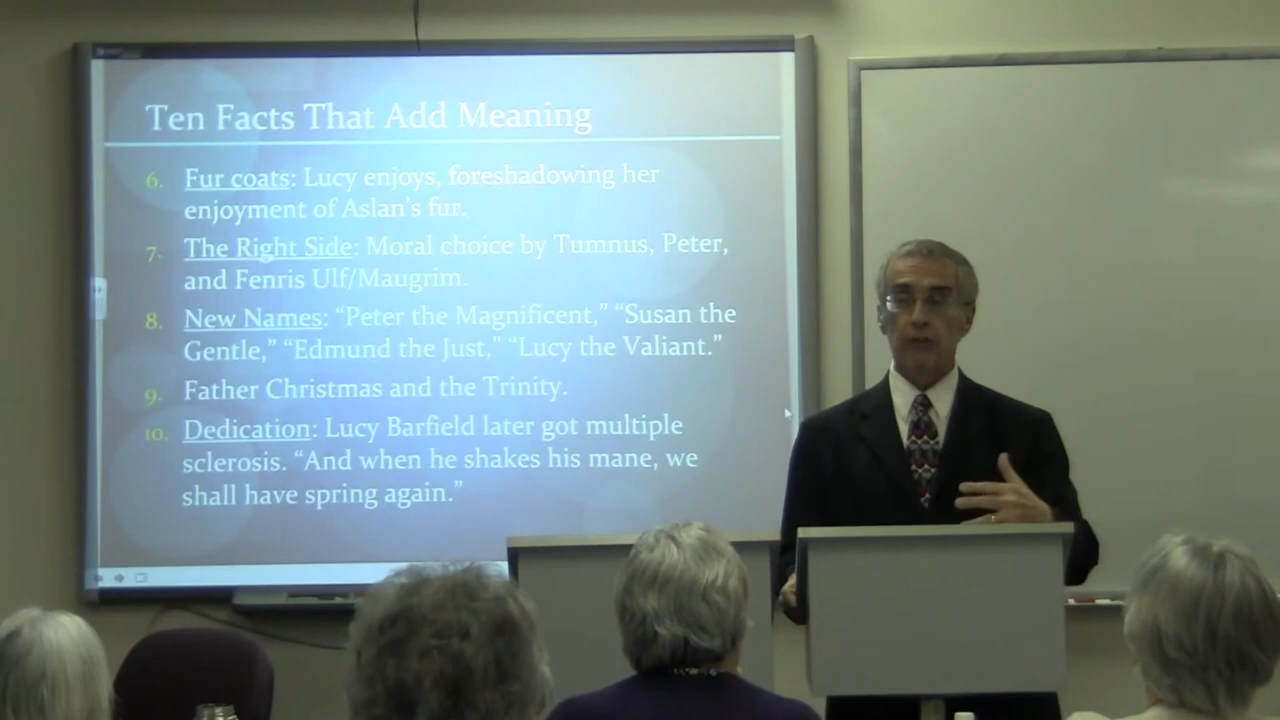 Ten Facts That Add Meaning
6. Fur coats: Lucy enjoys, foreshadowing her
enjoyment of Aslan's fur.
7. The Right Side: Moral choice by Tumnus, Peter,
and Fenris Ulf/Maugrim.
8. New Names: “Peter the Magnificent,” “Susan the
Gentle,” “Edmund the Just,” “Lucy the Valiant.”
9. Father Christmas and the Trinity.
10. Dedication: Lucy Barfield later got multiple
sclerosis. “And when he shakes his mane, we
shall have spring again.”